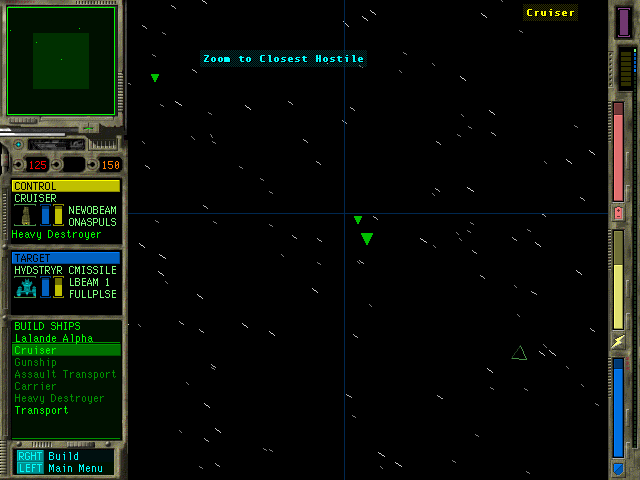 Cruiser
Zoom to Closest Hostile
125 150
CONTROL
CRUISER
NEWOBEAM
ONASPULS
Heavy Destroyer
TARGET
HYDSTRYR CMISSILE
LBEAM 1
FULLPLSE
BUILD SHIPS
Lalande Alpha
Cruiser
Gunship
Assault Transport
Carrier
Heavy Destroyer
Transport
RGHT Build
LEFT Main Menu